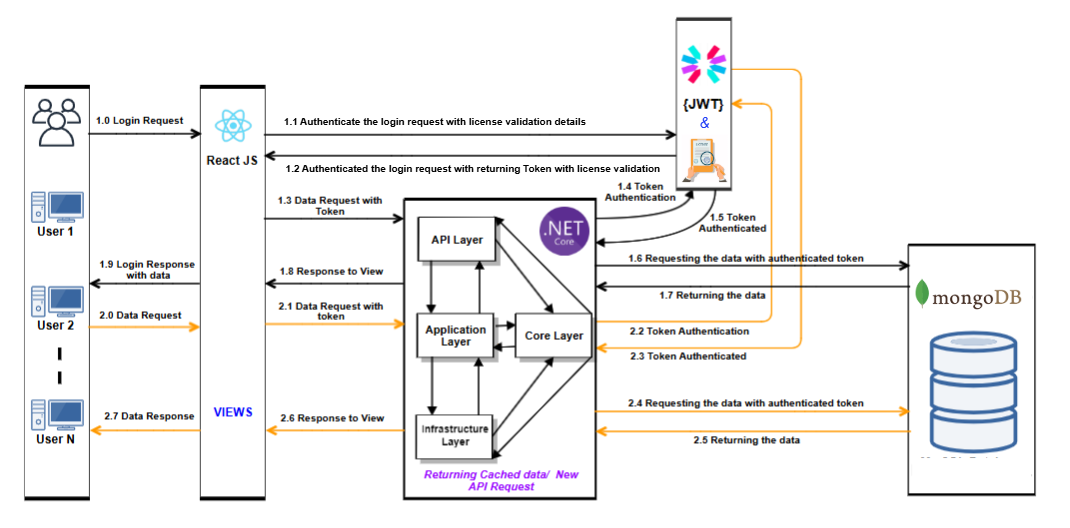 {JWT}
&
1.0 Login Request
1.1 Authenticate the login request with license validation details
React JS
1.2 Authenticated the login request with returning Token with license validation
1.3 Data Request with
Token
1.4 Token
Authentication
1.5 Token
Authenticated
User 1
.NET
Core
API Layer
1.9 Login Response
with data
1.8 Response to View
1.6 Requesting the data with authenticated token
1.7 Returning the data
mongoDB
User 2
2.0 Data Request
2.1 Data Request with
token
Application
Layer
Core Layer
2.2 Token Authentication
2.3 Token Authenticated
User N
2.7 Data Response
VIEWS
2.6 Response to View
Infrastructure
Layer
2.4 Requesting the data with authenticated token
2.5 Returning the data
Returning Cached data/ New
API Request